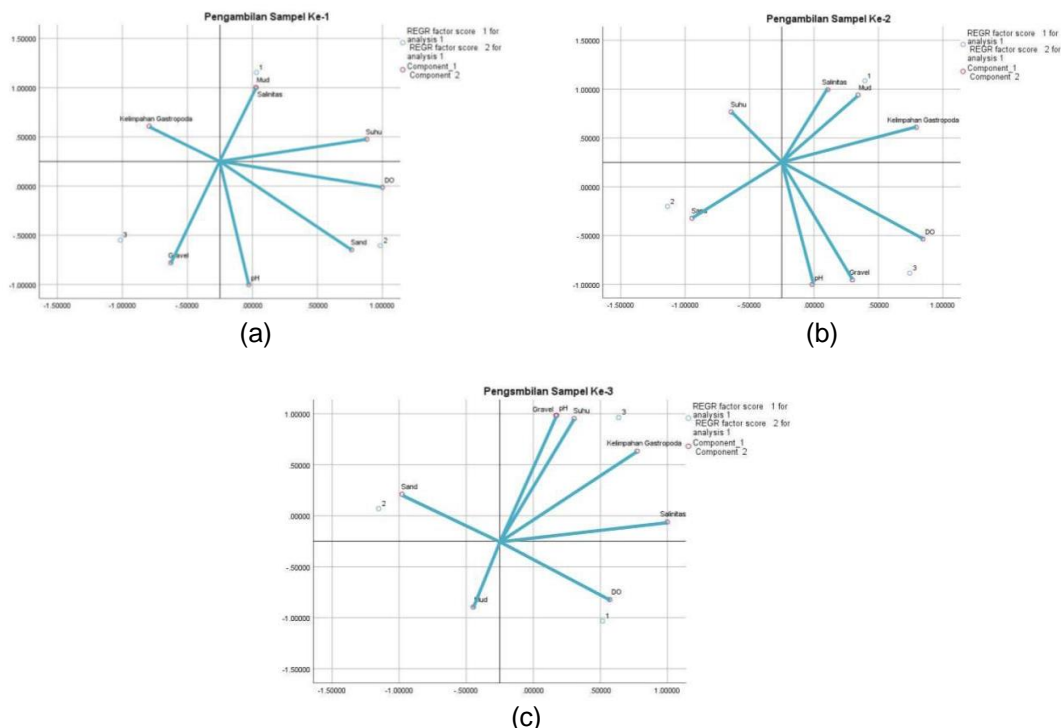 Pengambilan Sampel Ke-1
REGR factor score 1 for
analysis 1
REGR factor score 2 for
analysis 1
Component_1
Component_2
1.50000
1.00000
.50000
.00000
-.50000
-1.00000
1
Mud
Salinitas
Kelimpahan Gastropoda
Suhu
DO
3
Gravel
Sand
2
pH
-1.50000
-1.00000
-.50000
.00000
.50000
1.00000
(a)
Pengambilan Sampel Ke-2
REGR factor score 1 for
analysis 1
REGR factor score 2 for
analysis 1
Component_1
Component_2
1.50000
1.00000
.50000
.00000
-.50000
-1.00000
1
Salinitas
Mud
Suhu
Kelimpahan Gastropoda
2
Sand
DO
3
pH
Gravel
-1.50000
-1.00000
-.50000
.00000
.50000
1.00000
(b)
Pengsmbilan Sampel Ke-3
REGR factor score 1 for
analysis 1
REGR factor score 2 for
analysis 1
Component_1
Component_2
1.00000
.50000
.00000
-.50000
-1.00000
-1.50000
Gravel
pH
Suhu
3
Kelimpahan Gastropoda
Sand
2
Salinitas
Mud
DO
1
-1.50000
-1.00000
-.50000
.00000
.50000
1.00000
(c)